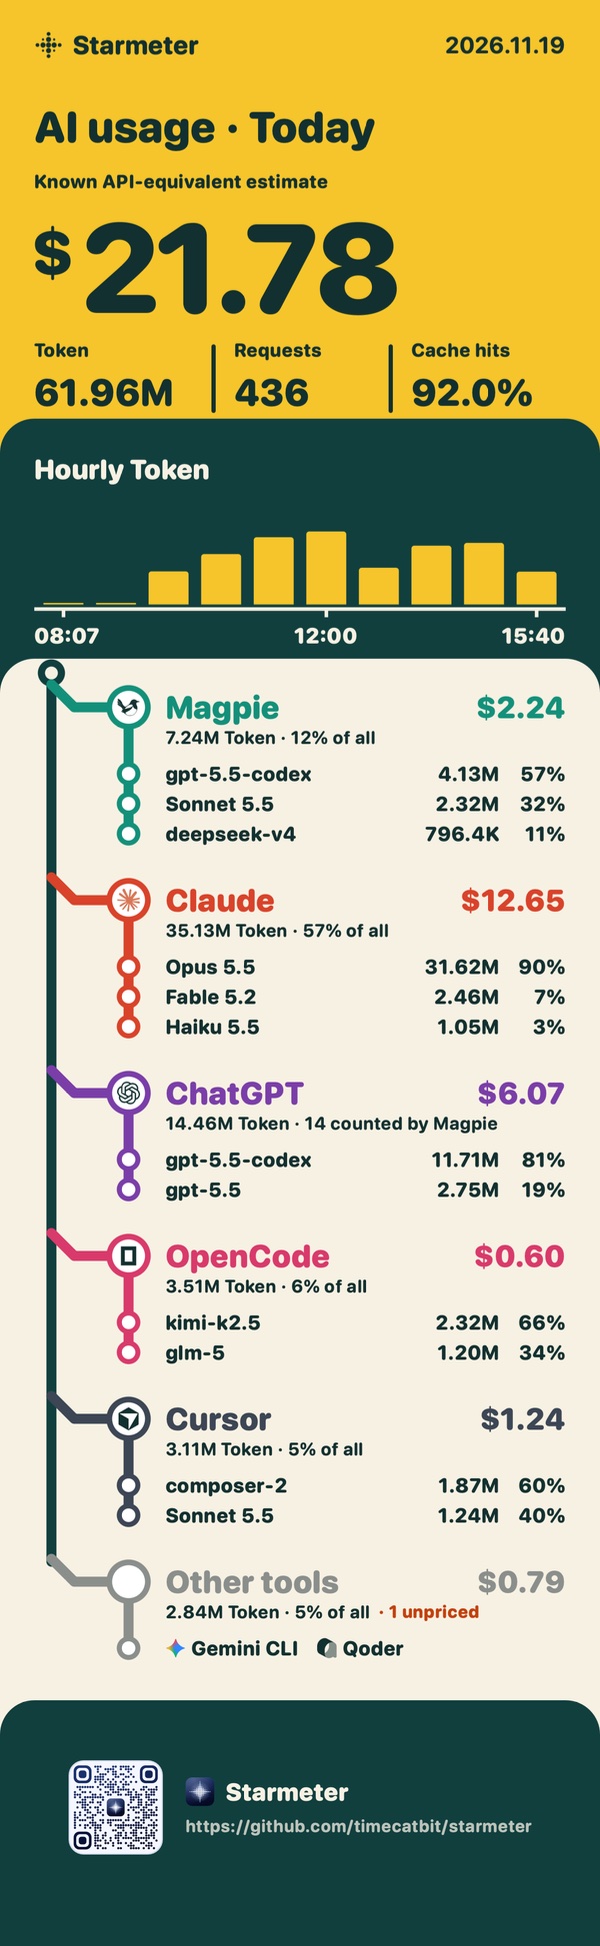 Starmeter 2026.11.19
AI usage · Today
Known API-equivalent estimate
$21.78
Token Requests Cache hits
61.96M 436 92.0%
Hourly Token
08:07 12:00 15:40
Magpie $2.24
7.24M Token · 12% of all
gpt-5.5-codex 4.13M 57%
Sonnet 5.5 2.32M 32%
deepseek-v4 796.4K 11%
Claude $12.65
35.13M Token · 57% of all
Opus 5.5 31.62M 90%
Fable 5.2 2.46M 7%
Haiku 5.5 1.05M 3%
ChatGPT $6.07
14.46M Token · 14 counted by Magpie
gpt-5.5-codex 11.71M 81%
gpt-5.5 2.75M 19%
OpenCode $0.60
3.51M Token · 6% of all
kimi-k2.5 2.32M 66%
glm-5 1.20M 34%
Cursor $1.24
3.11M Token · 5% of all
composer-2 1.87M 60%
Sonnet 5.5 1.24M 40%
Other tools $0.79
2.84M Token · 5% of all · 1 unpriced
Gemini CLI Qoder
Starmeter
https://github.com/timecatbit/starmeter